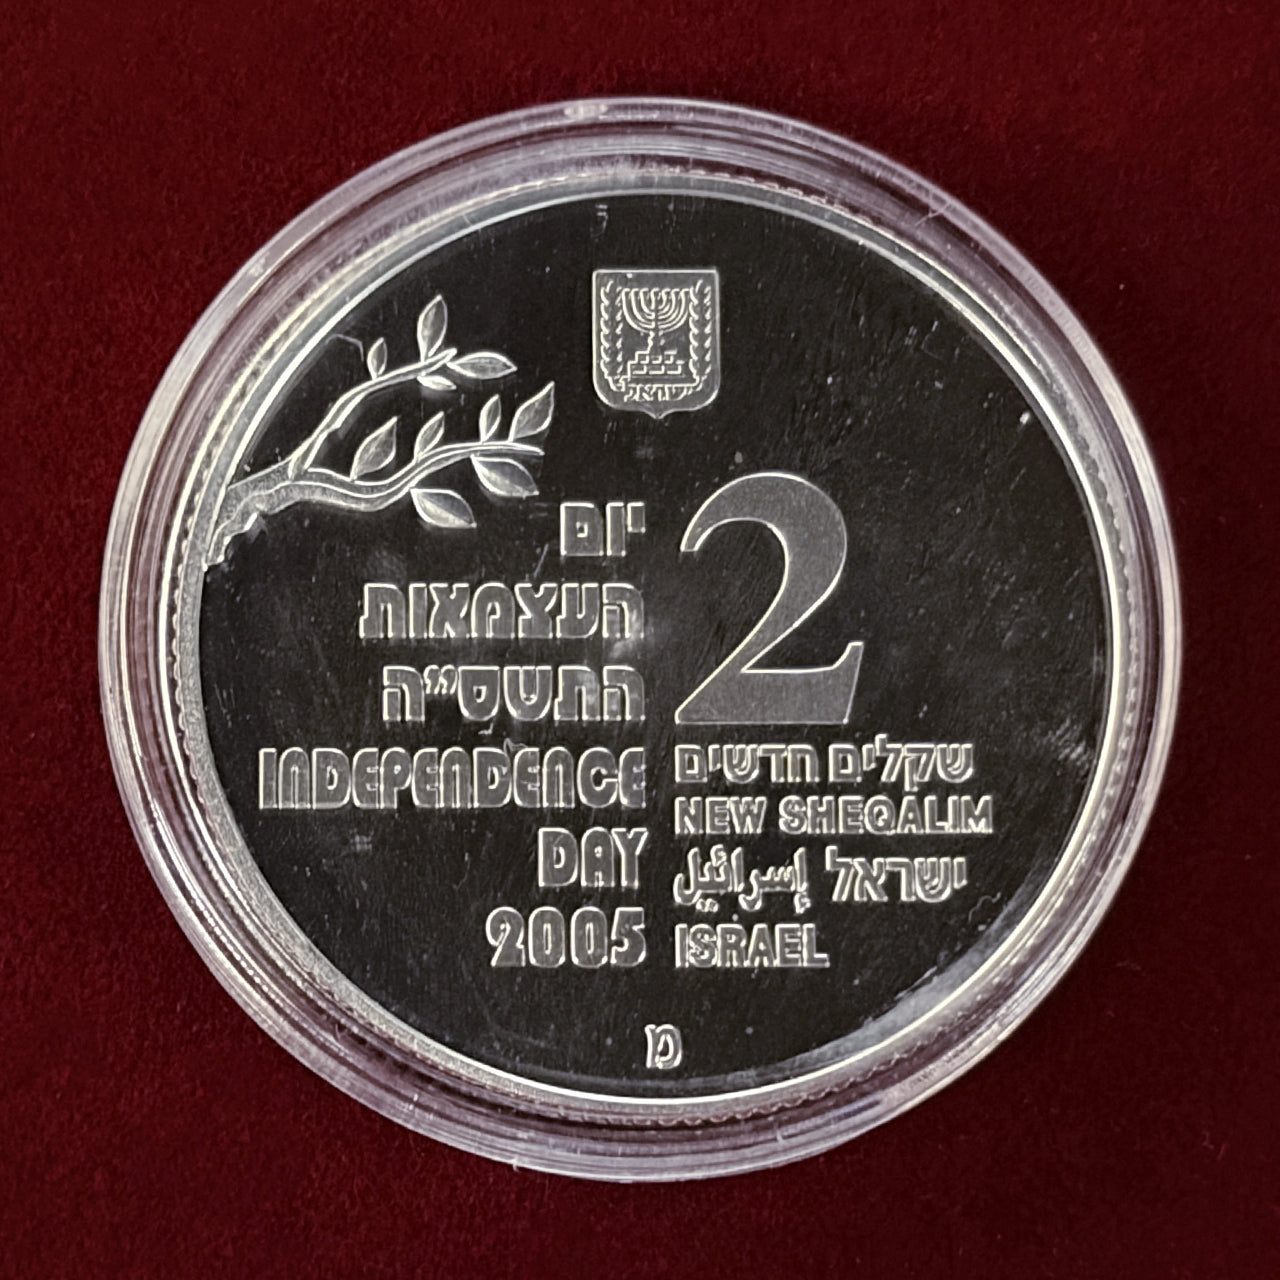 ישראל
יום
העצמאות
התשס"ה
INDEPENDENCE
DAY
2005
2
שקלים חדשים
NEW SHEQALIM
ישראל إسرائيل
ISRAEL
מ